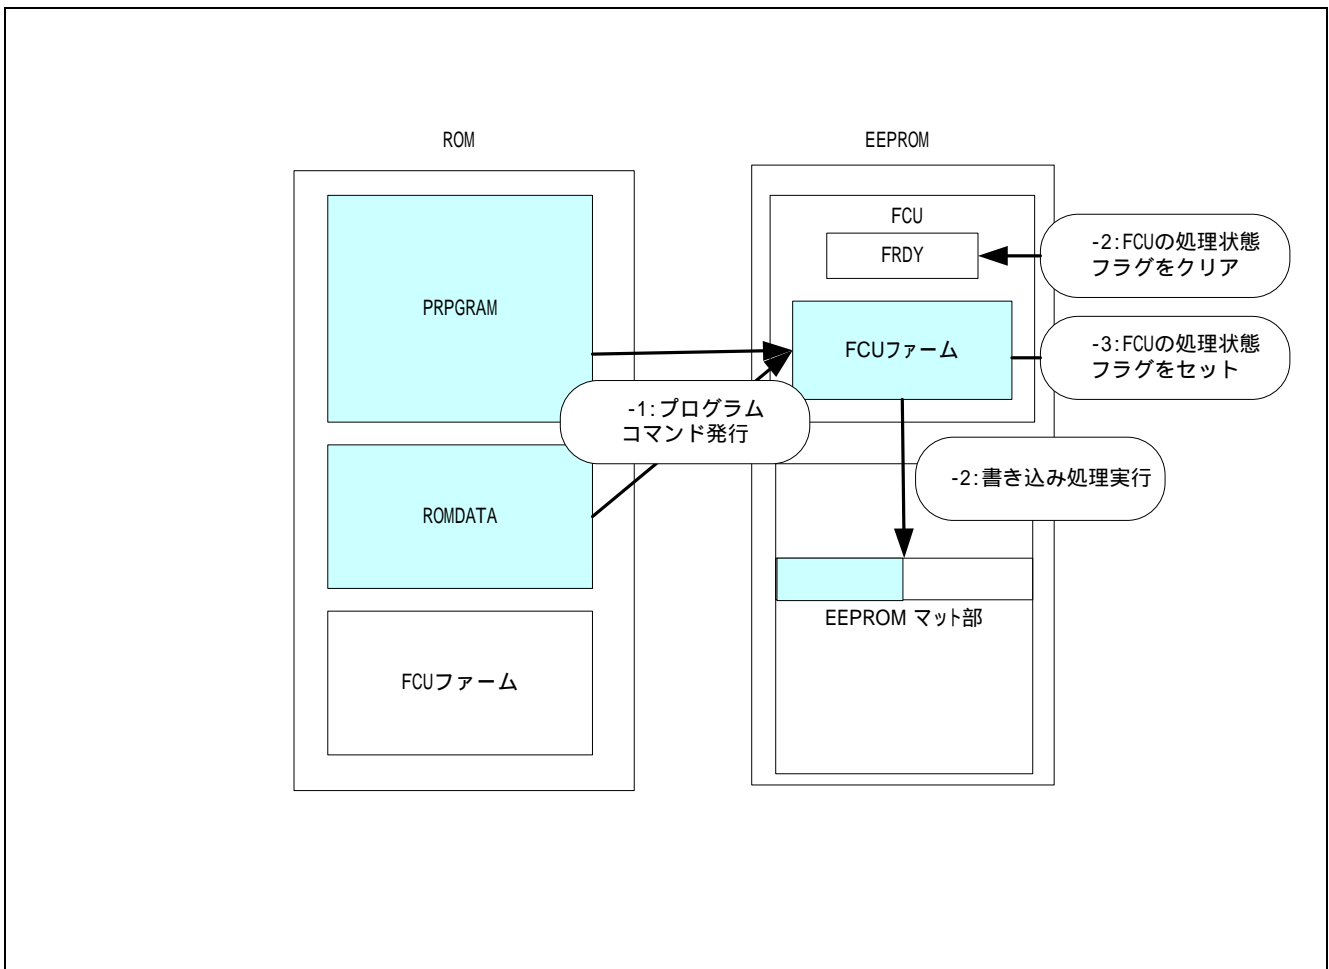 ROM
EEPROM
PRPGRAM
ROMDATA
FCUファーム
FCU
FRDY
FCUファーム
-1:プログラム
コマンド発行
-2:FCUの処理状態
フラグをクリア
-3:FCUの処理状態
フラグをセット
-2:書き込み処理実行
EEPROM マット部